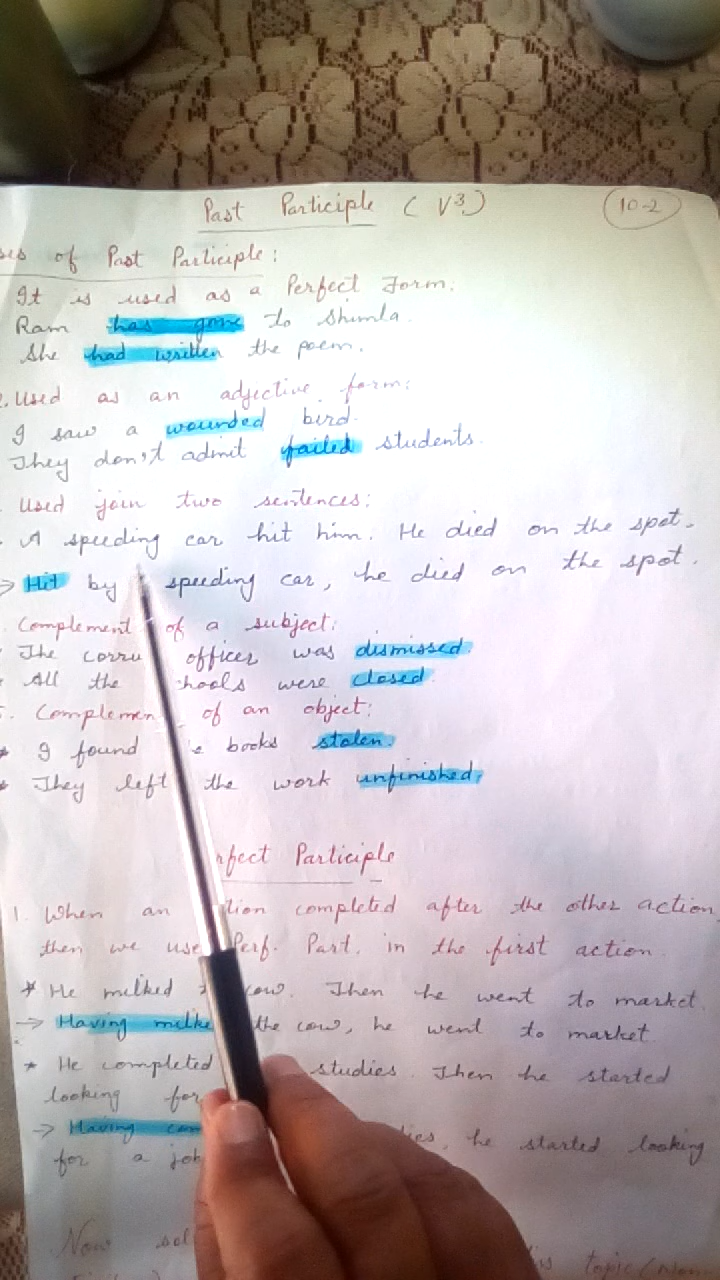 Past Participle ( V3.)
10-2
of Past Participle:
It is used as a Perfect Form.
Ram has gone to Shimla.
She had written the poem.
2. Used as an adjective form:
I saw a wounded bird.
They don't admit failed students.
Used join two sentences:
A speeding car hit him. He died on the spot.
→ Hit by speeding car, he died on the spot.
Complement of a subject:
The officer was dismissed.
All the were closed.
5. of an object:
* I found books stolen.
* They left the work unfinished.
Participle
1. When an completed after the other action
then we use Perf. Part. in the first action.
* He milked cow. Then he went to market.
→ Having the cow, he went to market.
* He completed studies. Then he started
looking for
→ Having he started looking
for a job
Now
topic